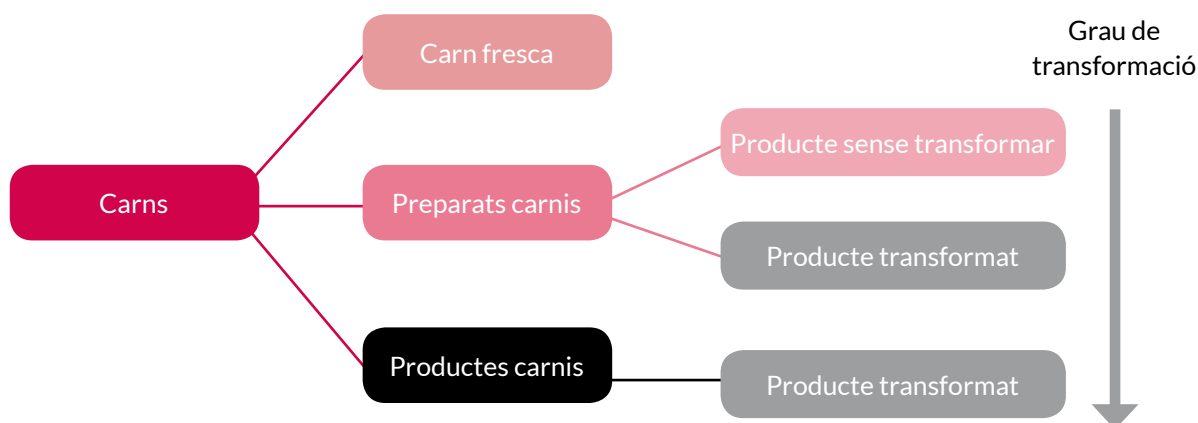 Carn fresca
Grau de
transformació
Producte sense transformar
Carns
Preparats carnis
Producte transformat
Productes carnis
Producte transformat